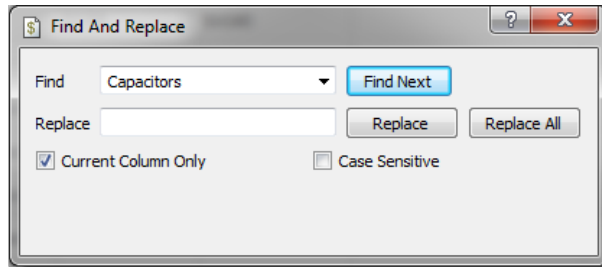 Find And Replace
Find Capacitors Find Next
Replace Replace Replace All
Current Column Only Case Sensitive